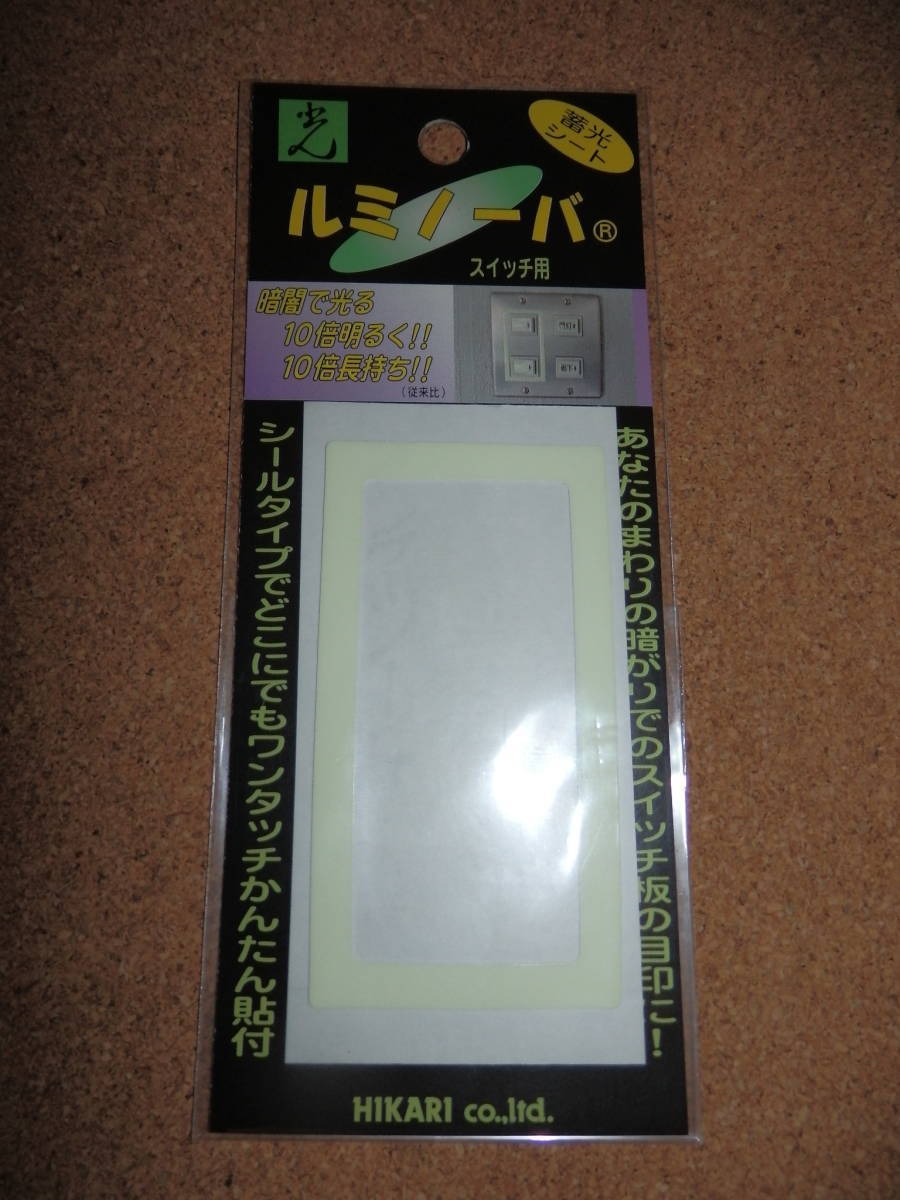 光
蓄光
シート
ルミノーバ®
スイッチ用
暗闇で光る
10倍明るく!!
10倍長持ち!!
(従来比)
門灯
廊下
あなたのまわりの暗がりでのスイッチ板の目印に!
シールタイプでどこにでもワンタッチかんたん貼付
HIKARI co.,ltd.